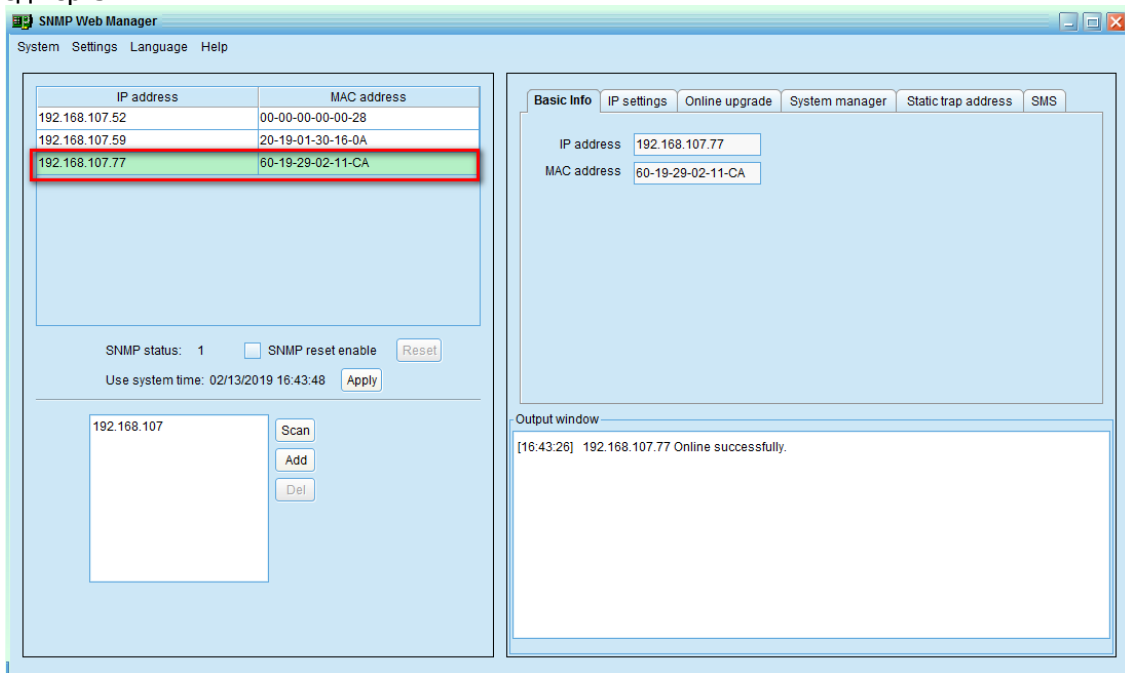 SNMP Web Manager
System Settings Language Help
IP address MAC address
192.168.107.52 00-00-00-00-00-28
192.168.107.59 20-19-01-30-16-0A
192.168.107.77 60-19-29-02-11-CA
SNMP status: 1 SNMP reset enable Reset
Use system time: 02/13/2019 16:43:48 Apply
192.168.107
Scan
Add
Del
Basic Info IP settings Online upgrade System manager Static trap address SMS
IP address 192.168.107.77
MAC address 60-19-29-02-11-CA
Output window
[16:43:26] 192.168.107.77 Online successfully.